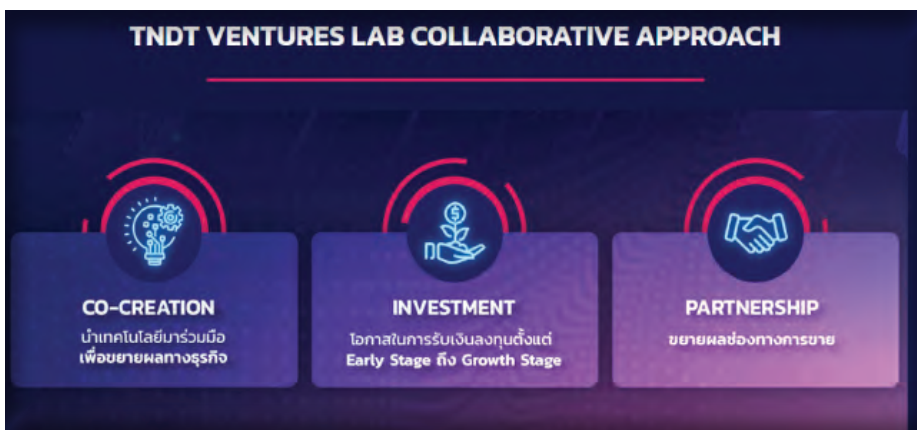 TNDT VENTURES LAB COLLABORATIVE APPROACH
CO-CREATION
นำเทคโนโลยีมาร่วมมือ
เพื่อขยายผลทางธุรกิจ
INVESTMENT
โอกาสในการรับเงินลงทุนตั้งแต่
Early Stage ถึง Growth Stage
PARTNERSHIP
ขยายผลช่องทางการขาย